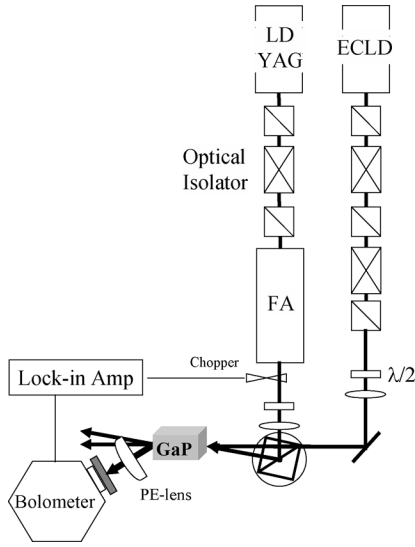 LD
YAG
ECLD
Optical
Isolator
FA
Chopper
λ/2
Lock-in Amp
GaP
PE-lens
Bolometer